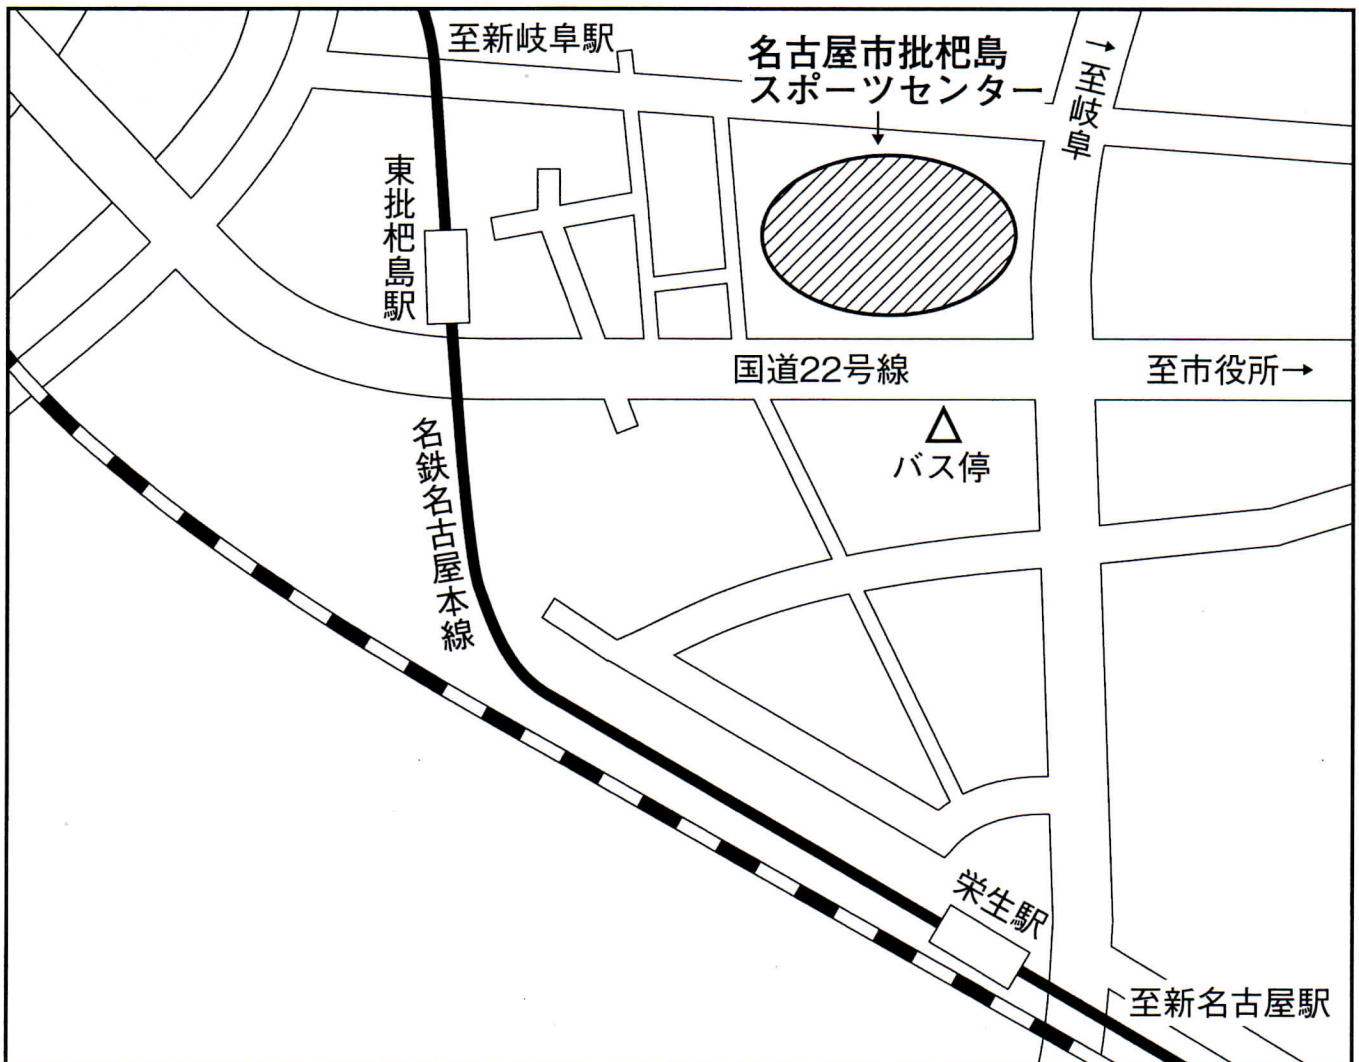 至新岐阜駅
名古屋市枇杷島
スポーツセンター
→至岐阜
東枇杷島駅
国道22号線
至市役所→
バス停
名鉄名古屋本線
栄生駅
至新名古屋駅